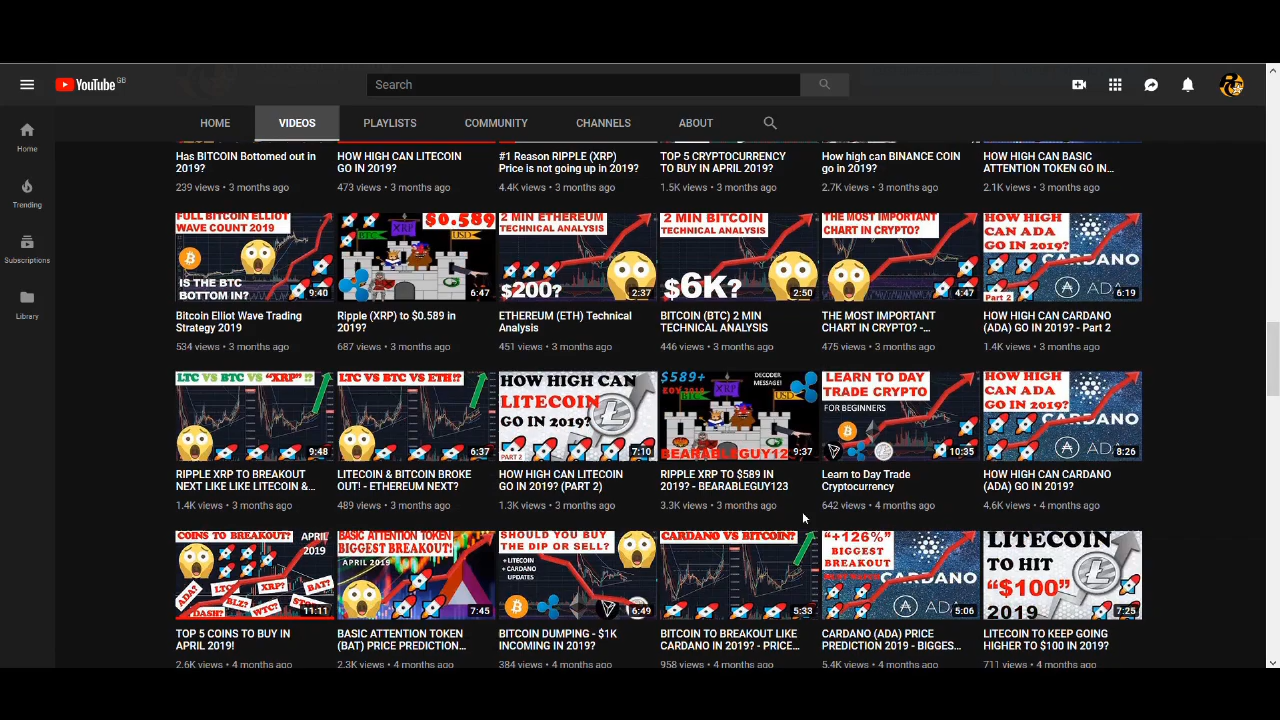 YouTube GB
Search
HOME VIDEOS PLAYLISTS COMMUNITY CHANNELS ABOUT
Home
Trending
Subscriptions
Library
Has BITCOIN Bottomed out in
2019?
239 views • 3 months ago
HOW HIGH CAN LITECOIN
GO IN 2019?
473 views • 3 months ago
#1 Reason RIPPLE (XRP)
Price is not going up in 2019?
4.4K views • 3 months ago
TOP 5 CRYPTOCURRENCY
TO BUY IN APRIL 2019?
1.5K views • 3 months ago
How high can BINANCE COIN
go in 2019?
2.7K views • 3 months ago
HOW HIGH CAN BASIC
ATTENTION TOKEN GO IN...
2.1K views • 3 months ago
FULL BITCOIN ELLIOT
WAVE COUNT 2019
IS THE BTC
BOTTOM IN?
9:40
Bitcoin Elliot Wave Trading
Strategy 2019
534 views • 3 months ago
$0.589
BTC
XRP
USD
6:47
Ripple (XRP) to $0.589 in
2019?
687 views • 3 months ago
2 MIN ETHEREUM
TECHNICAL ANALYSIS
$200?
2:37
ETHEREUM (ETH) Technical
Analysis
451 views • 3 months ago
2 MIN BITCOIN
TECHNICAL ANALYSIS
$6K?
2:50
BITCOIN (BTC) 2 MIN
TECHNICAL ANALYSIS
446 views • 3 months ago
THE MOST IMPORTANT
CHART IN CRYPTO?
4:47
THE MOST IMPORTANT
CHART IN CRYPTO? -...
475 views • 3 months ago
HOW HIGH
CAN ADA
GO IN 2019?
CARDANO
Part 2
ADA
6:19
HOW HIGH CAN CARDANO
(ADA) GO IN 2019? - Part 2
1.4K views • 3 months ago
LTC VS BTC VS "XRP" !?
9:48
RIPPLE XRP TO BREAKOUT
NEXT LIKE LIKE LITECOIN &...
1.4K views • 3 months ago
LTC VS BTC VS ETH!?
6:37
LITECOIN & BITCOIN BROKE
OUT! - ETHEREUM NEXT?
489 views • 3 months ago
HOW HIGH CAN
LITECOIN
GO IN 2019?
PART 2
7:10
HOW HIGH CAN LITECOIN
GO IN 2019? (PART 2)
1.3K views • 3 months ago
$589+
EOY 2019
DECODER
MESSAGE!
BTC
XRP
USD
BEARABLEGUY123
9:37
RIPPLE XRP TO $589 IN
2019? - BEARABLEGUY123
3.3K views • 3 months ago
LEARN TO DAY
TRADE CRYPTO
FOR BEGINNERS
10:35
Learn to Day Trade
Cryptocurrency
642 views • 4 months ago
HOW HIGH
CAN ADA
GO IN 2019?
CARDANO
ADA
8:26
HOW HIGH CAN CARDANO
(ADA) GO IN 2019?
4.6K views • 4 months ago
COINS TO BREAKOUT?
APRIL
2019
ADA?
LTC?
XRP?
BAT?
DASH?
BLZ?
WTC?
11:11
TOP 5 COINS TO BUY IN
APRIL 2019!
2.6K views • 4 months ago
BASIC ATTENTION TOKEN
BIGGEST BREAKOUT!
APRIL 2019
7:45
BASIC ATTENTION TOKEN
(BAT) PRICE PREDICTION...
2.3K views • 4 months ago
SHOULD YOU BUY
THE DIP OR SELL?
+LITECOIN
+ CARDANO
UPDATES
6:49
BITCOIN DUMPING - $1K
INCOMING IN 2019?
384 views • 4 months ago
CARDANO VS BITCOIN?
5:33
BITCOIN TO BREAKOUT LIKE
CARDANO IN 2019? - PRICE...
958 views • 4 months ago
"+126%"
BIGGEST
BREAKOUT
CARDANO
ADA
5:06
CARDANO (ADA) PRICE
PREDICTION 2019 - BIGGES...
5.4K views • 4 months ago
LITECOIN
TO HIT
"$100"
2019
7:25
LITECOIN TO KEEP GOING
HIGHER TO $100 IN 2019?
711 views • 4 months ago